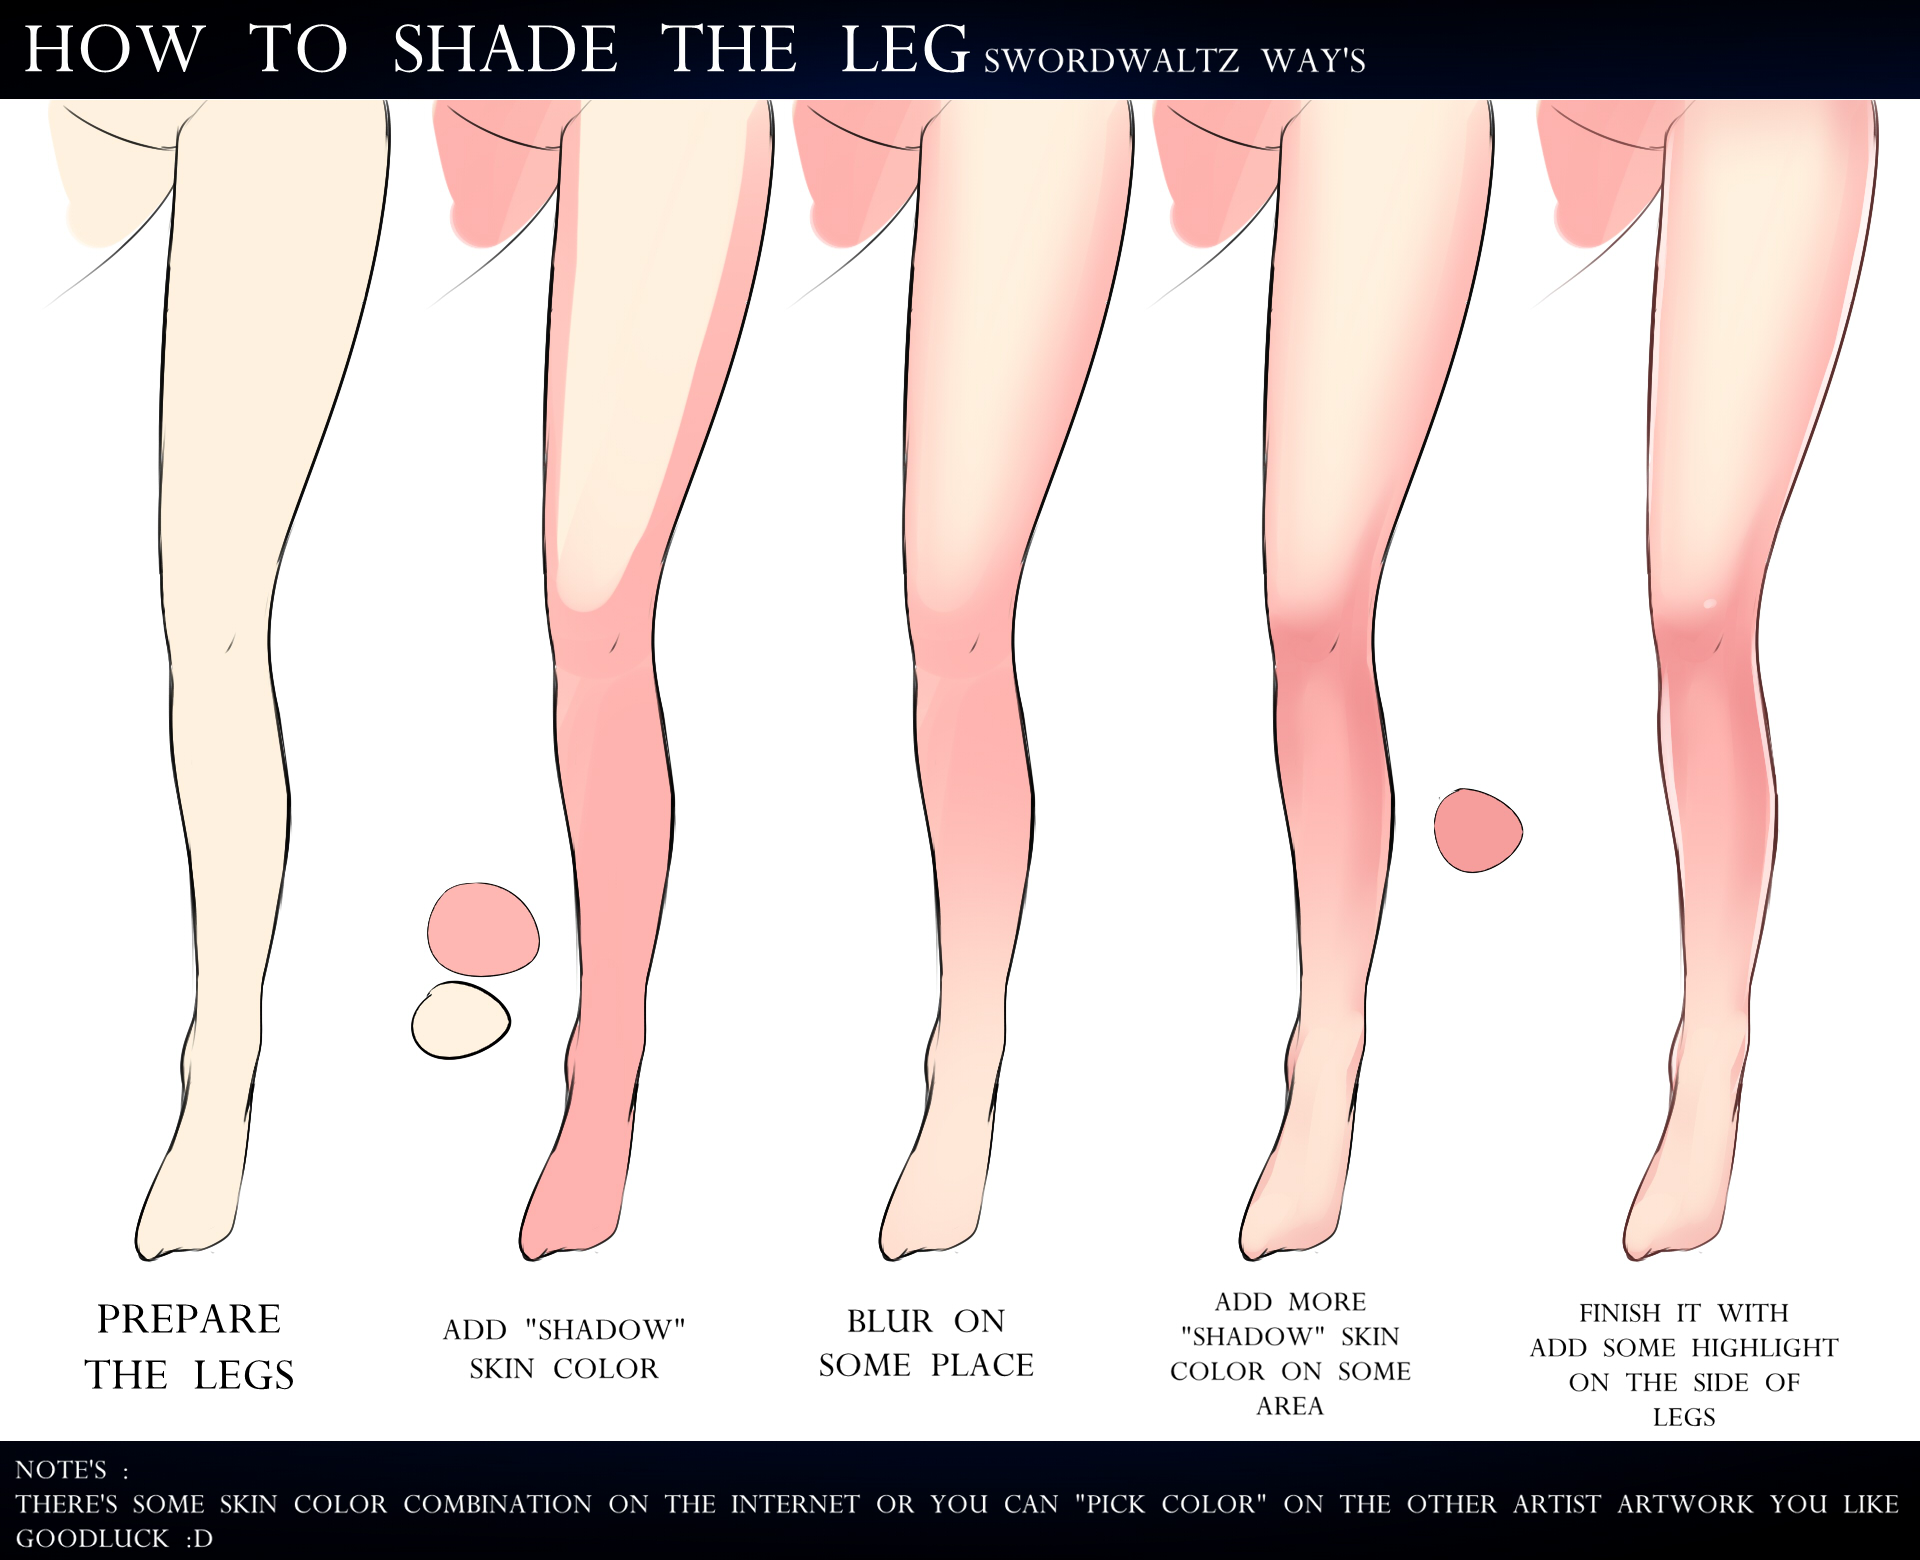 HOW TO SHADE THE LEG SWORDWALTZ WAY'S
PREPARE
THE LEGS
ADD "SHADOW"
SKIN COLOR
BLUR ON
SOME PLACE
ADD MORE
"SHADOW" SKIN
COLOR ON SOME
AREA
FINISH IT WITH
ADD SOME HIGHLIGHT
ON THE SIDE OF
LEGS
NOTE'S :
THERE'S SOME SKIN COLOR COMBINATION ON THE INTERNET OR YOU CAN "PICK COLOR" ON THE OTHER ARTIST ARTWORK YOU LIKE
GOODLUCK :D